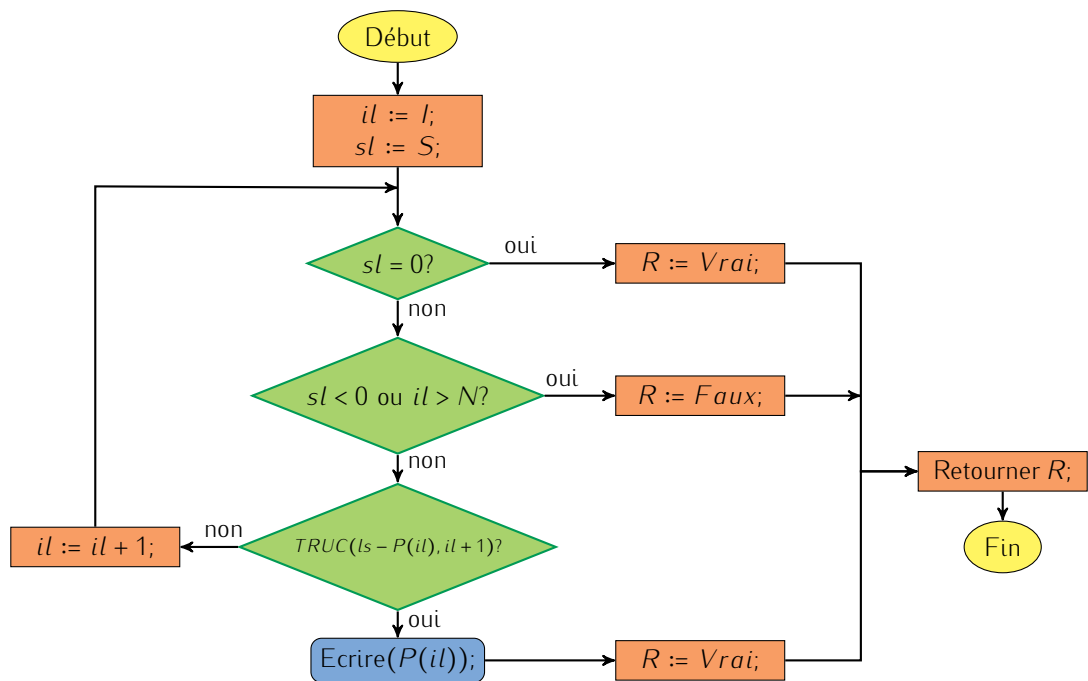 Début
il := I;
sl := S;
sl = 0?
oui
R := Vrai;
non
sl < 0 ou il > N?
oui
R := Faux;
non
Retourner R;
il := il + 1;
non
TRUC(ls − P(il), il + 1)?
Fin
oui
Ecrire(P(il));
R := Vrai;